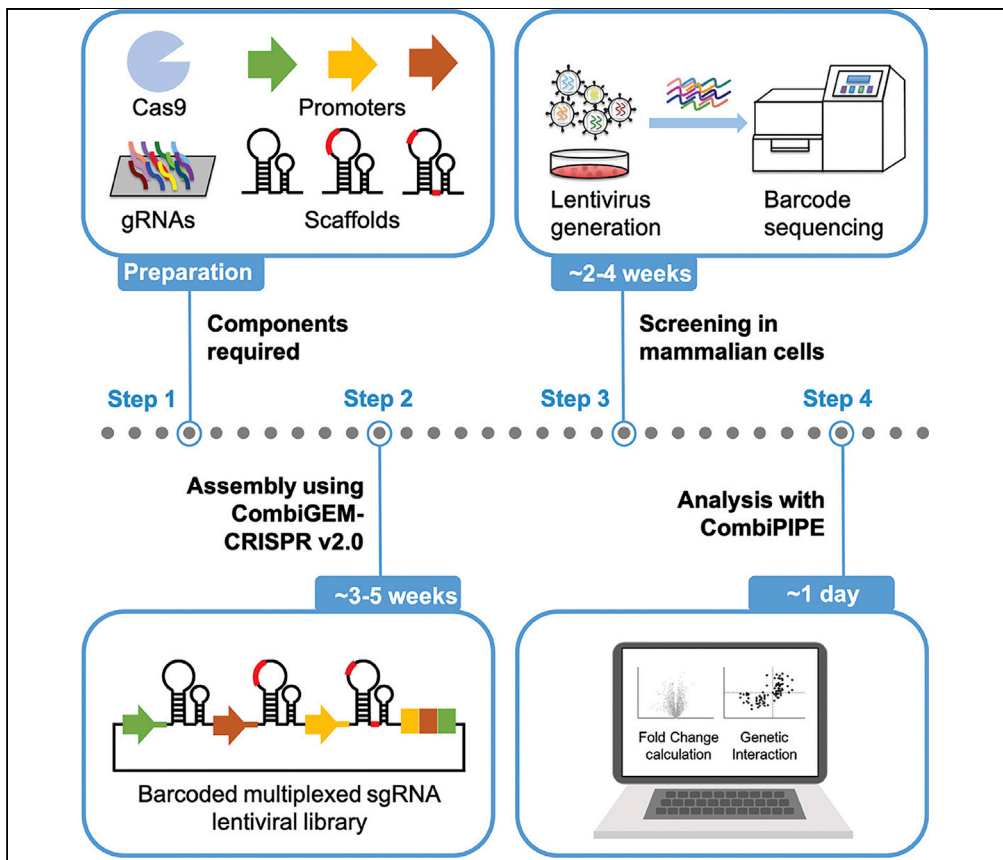 Cas9
Promoters
gRNAs
Scaffolds
Preparation
Components
required
Lentivirus
generation
Barcode
sequencing
~2-4 weeks
Screening in
mammalian cells
Step 1
Step 2
Step 3
Step 4
Assembly using
CombiGEM-
CRISPR v2.0
~3-5 weeks
Barcoded multiplexed sgRNA
lentiviral library
Analysis with
CombiPIPE
~1 day
Fold Change
calculation
Genetic
Interaction